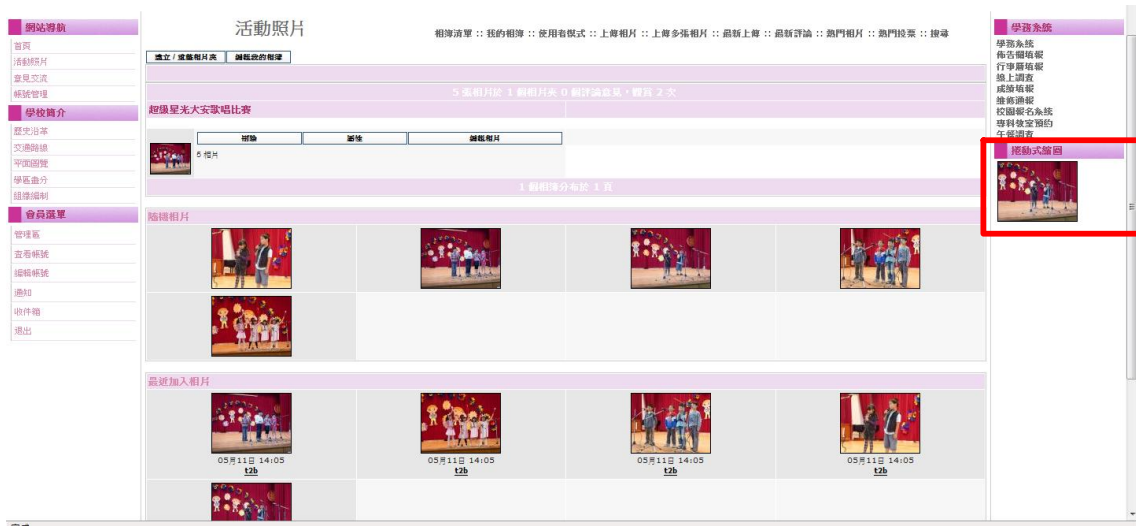 網站導航
首頁
活動照片
意見交流
帳號管理
學校簡介
歷史沿革
交通路線
平面圖覽
學區劃分
組織編制
會員選單
管理區
查看帳號
編輯帳號
通知
收件箱
退出
活動照片
相簿清單 :: 我的相簿 :: 使用者模式 :: 上傳相片 :: 上傳多張相片 :: 最新上傳 :: 最新評論 :: 熱門相片 :: 熱門投票 :: 搜尋
建立 / 重整相片夾
編輯我的相簿
5 張相片於 1 個相片夾 0 個評論意見，觀賞 2 次
超級星光大安歌唱比賽
刪除
屬性
編輯相片
5 相片
1 個相簿分布於 1 頁
隨機相片
最近加入相片
05月11日 14:05
t2b
05月11日 14:05
t2b
05月11日 14:05
t2b
05月11日 14:05
t2b
學務系統
學務系統
佈告欄填報
行事曆填報
線上調查
成績填報
維修通報
校園報名系統
專科教室預約
午餐調查
捲動式縮圖